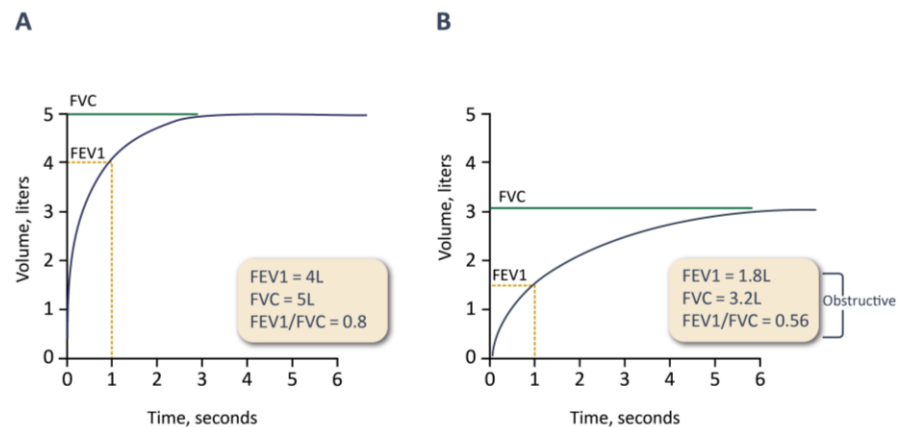 A
Volume, liters
FVC
5
FEV1
4
3
2
1
0
FEV1 = 4L
FVC = 5L
FEV1/FVC = 0.8
0 1 2 3 4 5 6
Time, seconds
B
Volume, liters
5
4
FVC
3
2
FEV1
1
0
FEV1 = 1.8L
FVC = 3.2L
FEV1/FVC = 0.56
Obstructive
0 1 2 3 4 5 6
Time, seconds